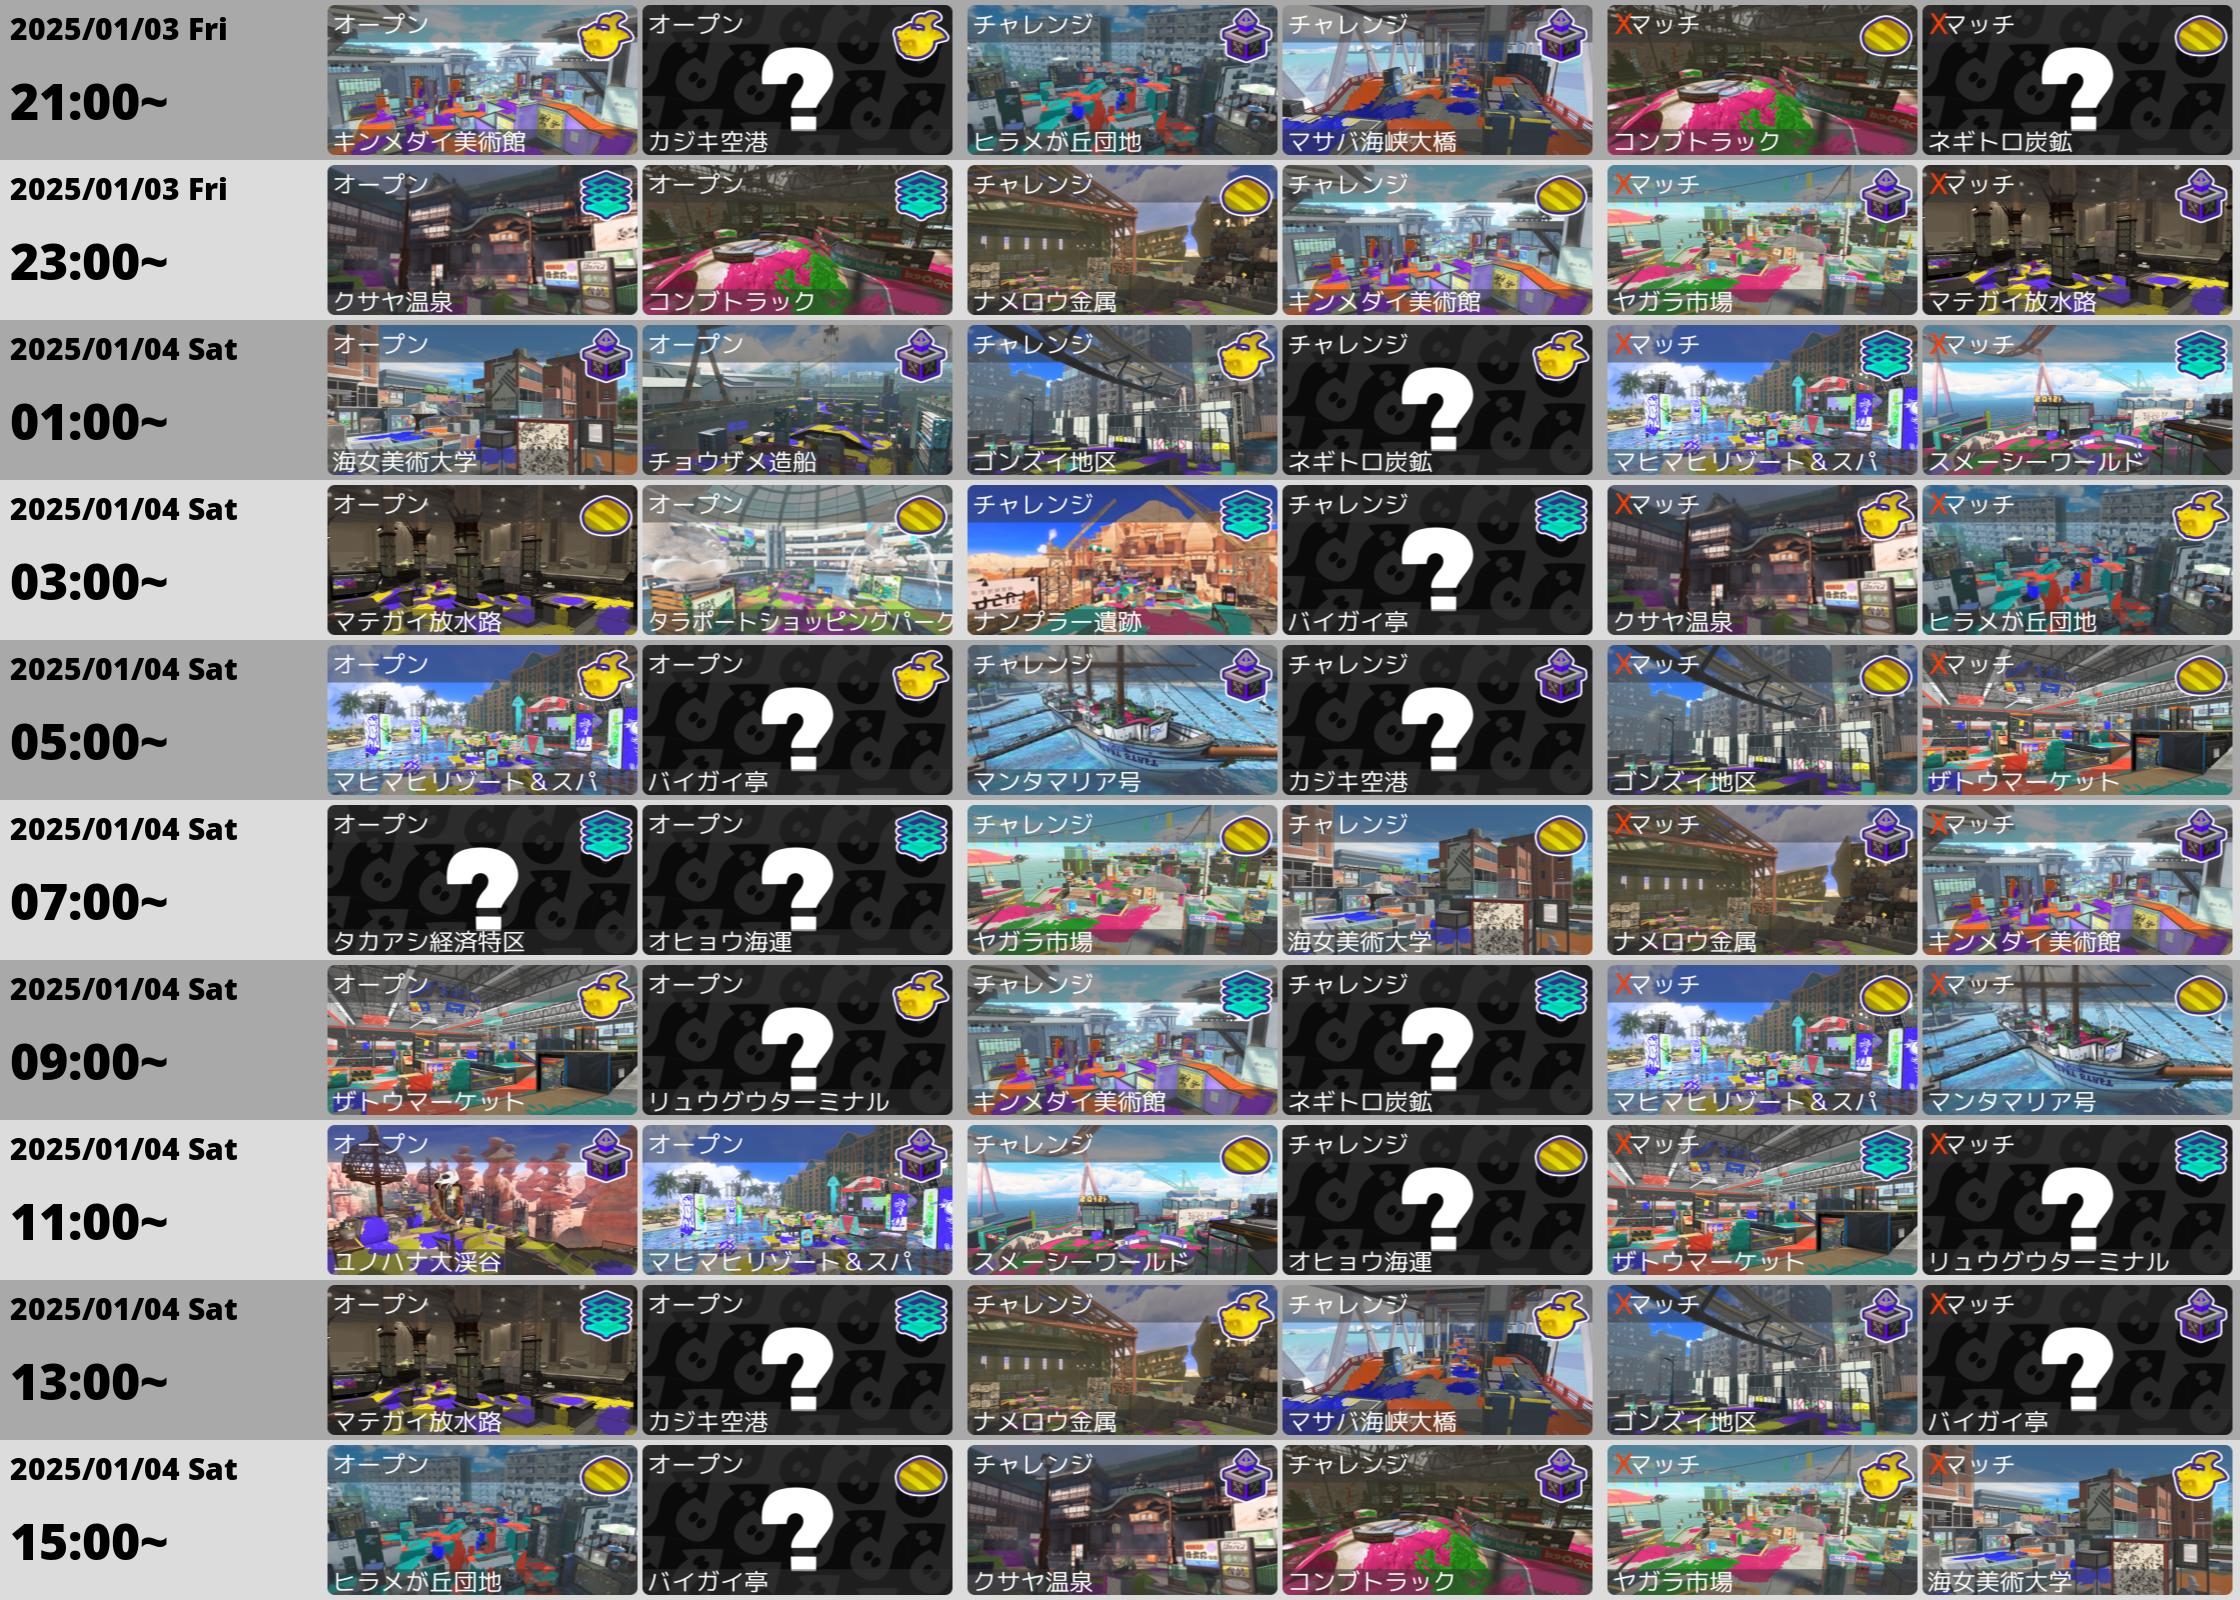 2025/01/03 Fri
21:00~
オープン
キンメダイ美術館
オープン
カジキ空港
チャレンジ
ヒラメが丘団地
チャレンジ
マサバ海峡大橋
Xマッチ
コンブトラック
Xマッチ
ネギトロ炭鉱
2025/01/03 Fri
23:00~
オープン
クサヤ温泉
オープン
コンブトラック
チャレンジ
ナメロウ金属
チャレンジ
キンメダイ美術館
Xマッチ
ヤガラ市場
Xマッチ
マテガイ放水路
2025/01/04 Sat
01:00~
オープン
海女美術大学
オープン
チョウザメ造船
チャレンジ
ゴンズイ地区
チャレンジ
ネギトロ炭鉱
Xマッチ
マヒマヒリゾート&スパ
Xマッチ
スメーシーワールド
2025/01/04 Sat
03:00~
オープン
マテガイ放水路
オープン
タラポートショッピングパーク
チャレンジ
ナンプラー遺跡
チャレンジ
バイガイ亭
Xマッチ
クサヤ温泉
Xマッチ
ヒラメが丘団地
2025/01/04 Sat
05:00~
オープン
マヒマヒリゾート&スパ
オープン
バイガイ亭
チャレンジ
マンタマリア号
チャレンジ
カジキ空港
Xマッチ
ゴンズイ地区
Xマッチ
ザトウマーケット
2025/01/04 Sat
07:00~
オープン
タカアシ経済特区
オープン
オヒョウ海運
チャレンジ
ヤガラ市場
チャレンジ
海女美術大学
Xマッチ
ナメロウ金属
Xマッチ
キンメダイ美術館
2025/01/04 Sat
09:00~
オープン
ザトウマーケット
オープン
リュウグウターミナル
チャレンジ
キンメダイ美術館
チャレンジ
ネギトロ炭鉱
Xマッチ
マヒマヒリゾート&スパ
Xマッチ
マンタマリア号
2025/01/04 Sat
11:00~
オープン
ユノハナ大渓谷
オープン
マヒマヒリゾート&スパ
チャレンジ
スメーシーワールド
チャレンジ
オヒョウ海運
Xマッチ
ザトウマーケット
Xマッチ
リュウグウターミナル
2025/01/04 Sat
13:00~
オープン
マテガイ放水路
オープン
カジキ空港
チャレンジ
ナメロウ金属
チャレンジ
マサバ海峡大橋
Xマッチ
ゴンズイ地区
Xマッチ
バイガイ亭
2025/01/04 Sat
15:00~
オープン
ヒラメが丘団地
オープン
バイガイ亭
チャレンジ
クサヤ温泉
チャレンジ
コンブトラック
Xマッチ
ヤガラ市場
Xマッチ
海女美術大学